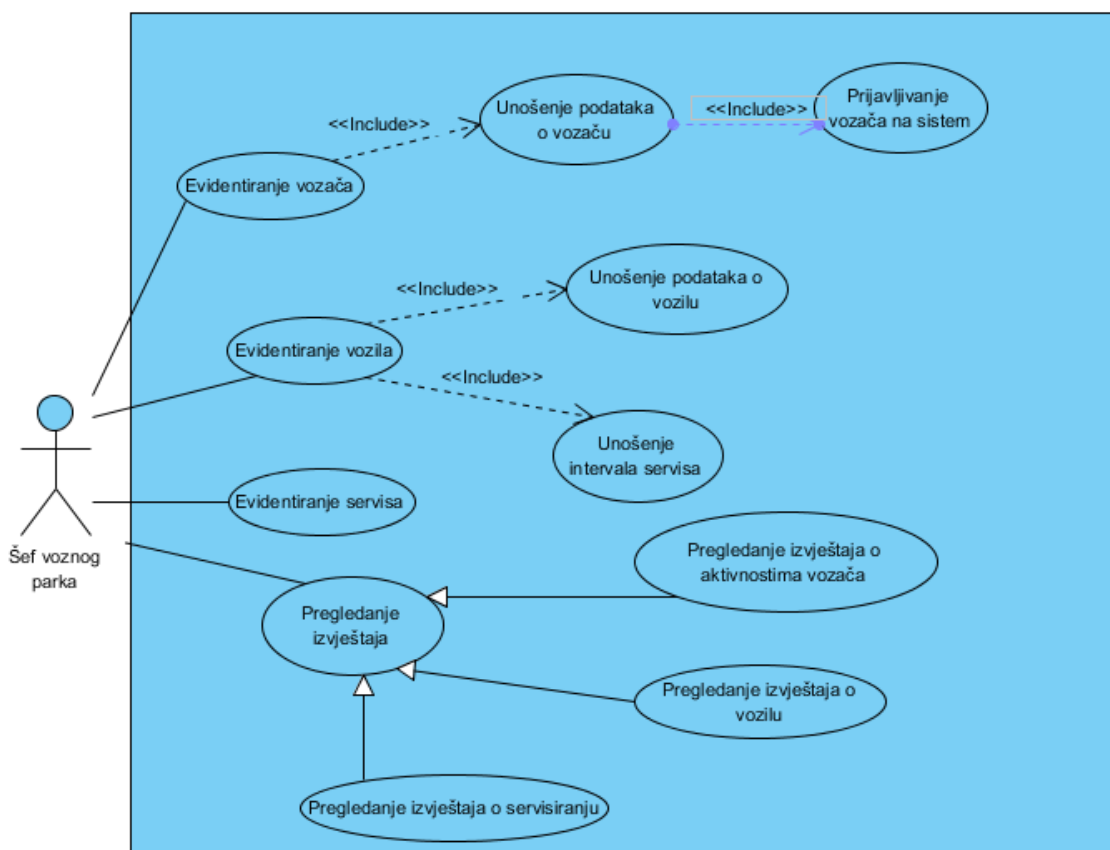 Unošenje podataka
o vozaču
<<Include>>
Prijavljivanje
vozača na sistem
<<Include>>
Evidentiranje vozača
Unošenje podataka o
vozilu
<<Include>>
Evidentiranje vozila
<<Include>>
Unošenje
intervala servisa
Evidentiranje servisa
Šef voznog
parka
Pregledanje izvještaja o
aktivnostima vozača
Pregledanje
izvještaja
Pregledanje izvještaja o
vozilu
Pregledanje izvještaja o servisiranju